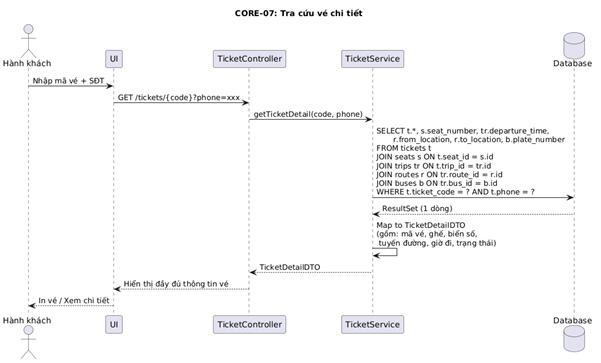 CORE-07: Tra cứu vé chi tiết
Hành khách UI TicketController TicketService Database
Nhập mã vé + SĐT
GET /tickets/{code}?phone=xxx
getTicketDetail(code, phone)
SELECT t.*, s.seat_number, tr.departure_time,
r.from_location, r.to_location, b.plate_number
FROM tickets t
JOIN seats s ON t.seat_id = s.id
JOIN trips tr ON t.trip_id = tr.id
JOIN routes r ON tr.route_id = r.id
JOIN buses b ON tr.bus_id = b.id
WHERE t.ticket_code = ? AND t.phone = ?
ResultSet (1 dòng)
Map to TicketDetailDTO
(gồm: mã vé, ghế, biển số,
tuyến đường, giờ đi, trạng thái)
TicketDetailDTO
Hiển thị đầy đủ thông tin vé
In vé / Xem chi tiết
Hành khách UI TicketController TicketService Database